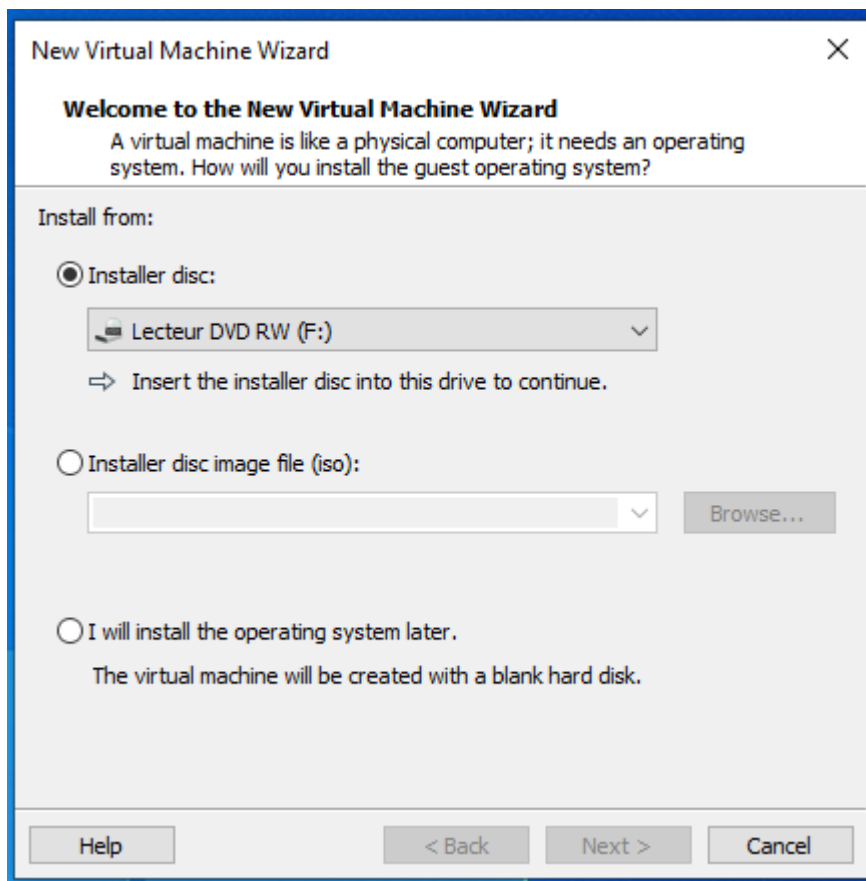 New Virtual Machine Wizard
Welcome to the New Virtual Machine Wizard
A virtual machine is like a physical computer; it needs an operating
system. How will you install the guest operating system?
Install from:
Installer disc:
Lecteur DVD RW (F:)
Insert the installer disc into this drive to continue.
Installer disc image file (iso):
Browse...
I will install the operating system later.
The virtual machine will be created with a blank hard disk.
Help < Back Next > Cancel